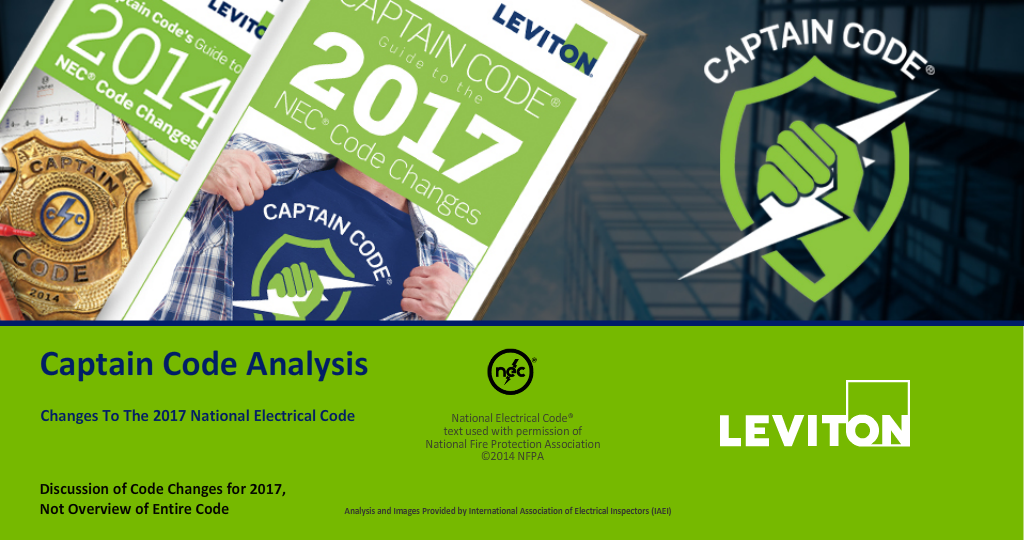 LEVITON
Captain Code's Guide to
2014
NEC® Code Changes
CAPTAIN
C C
CODE
2014
LEVITON
CAPTAIN CODE®
Guide to the
2017
NEC® Code Changes
CAPTAIN CODE®
CAPTAIN CODE®
Captain Code Analysis
Changes To The 2017 National Electrical Code
Discussion of Code Changes for 2017,
Not Overview of Entire Code
nec®
National Electrical Code®
text used with permission of
National Fire Protection Association
©2014 NFPA
Analysis and Images Provided by International Association of Electrical Inspectors (IAEI)
LEVITON